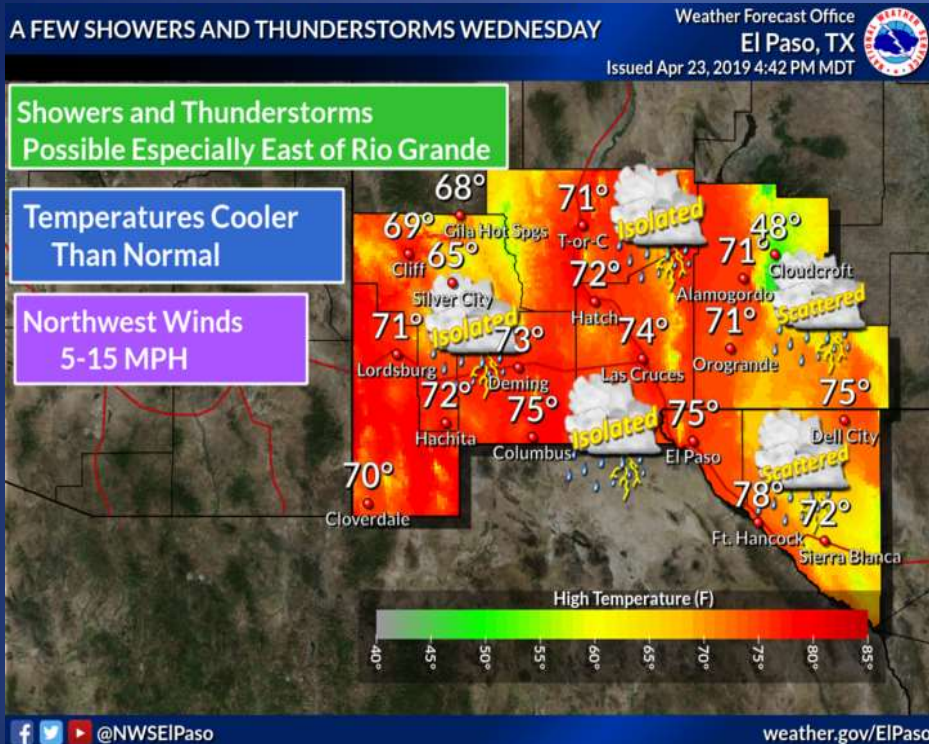 A FEW SHOWERS AND THUNDERSTORMS WEDNESDAY
Weather Forecast Office
El Paso, TX
Issued Apr 23, 2019 4:42 PM MDT
NATIONAL WEATHER SERVICE
Showers and Thunderstorms
Possible Especially East of Rio Grande
Temperatures Cooler
Than Normal
Northwest Winds
5-15 MPH
68°
Gila Hot Spgs
69°
Cliff
65°
Silver City
Isolated
71°
T-or-C
Isolated
72°
Hatch
48°
Cloudcroft
71°
Alamogordo
Scattered
71°
Lordsburg
73°
Deming
74°
Las Cruces
71°
Orogrande
72°
Hachita
75°
Columbus
Isolated
75°
El Paso
75°
Dell City
Scattered
70°
Cloverdale
78°
Ft. Hancock
72°
Sierra Blanca
High Temperature (F)
40° 45° 50° 55° 60° 65° 70° 75° 80° 85°
@NWSElPaso
weather.gov/ElPaso